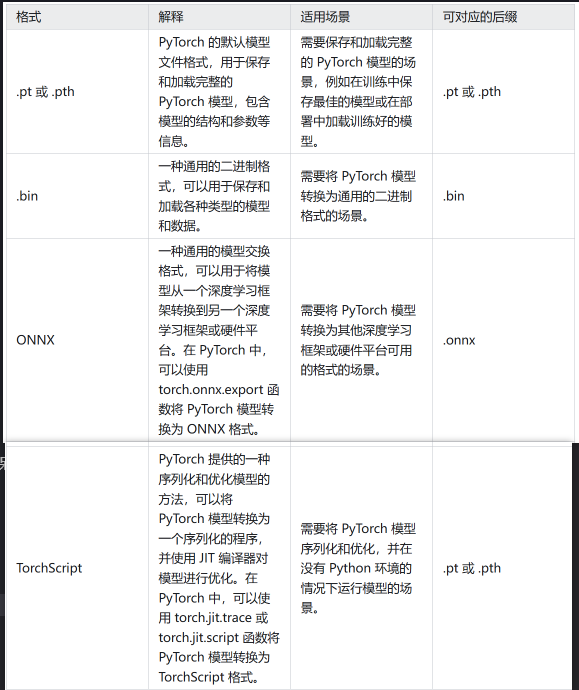 格式
解释
适用场景
可对应的后缀
.pt 或 .pth
PyTorch 的默认模型
文件格式，用于保存
和加载完整的
PyTorch 模型，包含
模型的结构和参数等
信息。
需要保存和加载完整
的 PyTorch 模型的场
景，例如在训练中保
存最佳的模型或在部
署中加载训练好的模
型。
.pt 或 .pth
.bin
一种通用的二进制格
式，可以用于保存和
加载各种类型的模型
和数据。
需要将 PyTorch 模型
转换为通用的二进制
格式的场景。
.bin
ONNX
一种通用的模型交换
格式，可以用于将模
型从一个深度学习框
架转换到另一个深度
学习框架或硬件平
台。在 PyTorch 中，
可以使用
torch.onnx.export 函
数将 PyTorch 模型转
换为 ONNX 格式。
需要将 PyTorch 模型
转换为其他深度学习
框架或硬件平台可用
的格式的场景。
.onnx
TorchScript
PyTorch 提供的一种
序列化和优化模型的
方法，可以将
PyTorch 模型转换为
一个序列化的程序，
并使用 JIT 编译器对
模型进行优化。在
PyTorch 中，可以使
用 torch.jit.trace 或
torch.jit.script 函数将
PyTorch 模型转换为
TorchScript 格式。
需要将 PyTorch 模型
序列化和优化，并在
没有 Python 环境的
情况下运行模型的场
景。
.pt 或 .pth